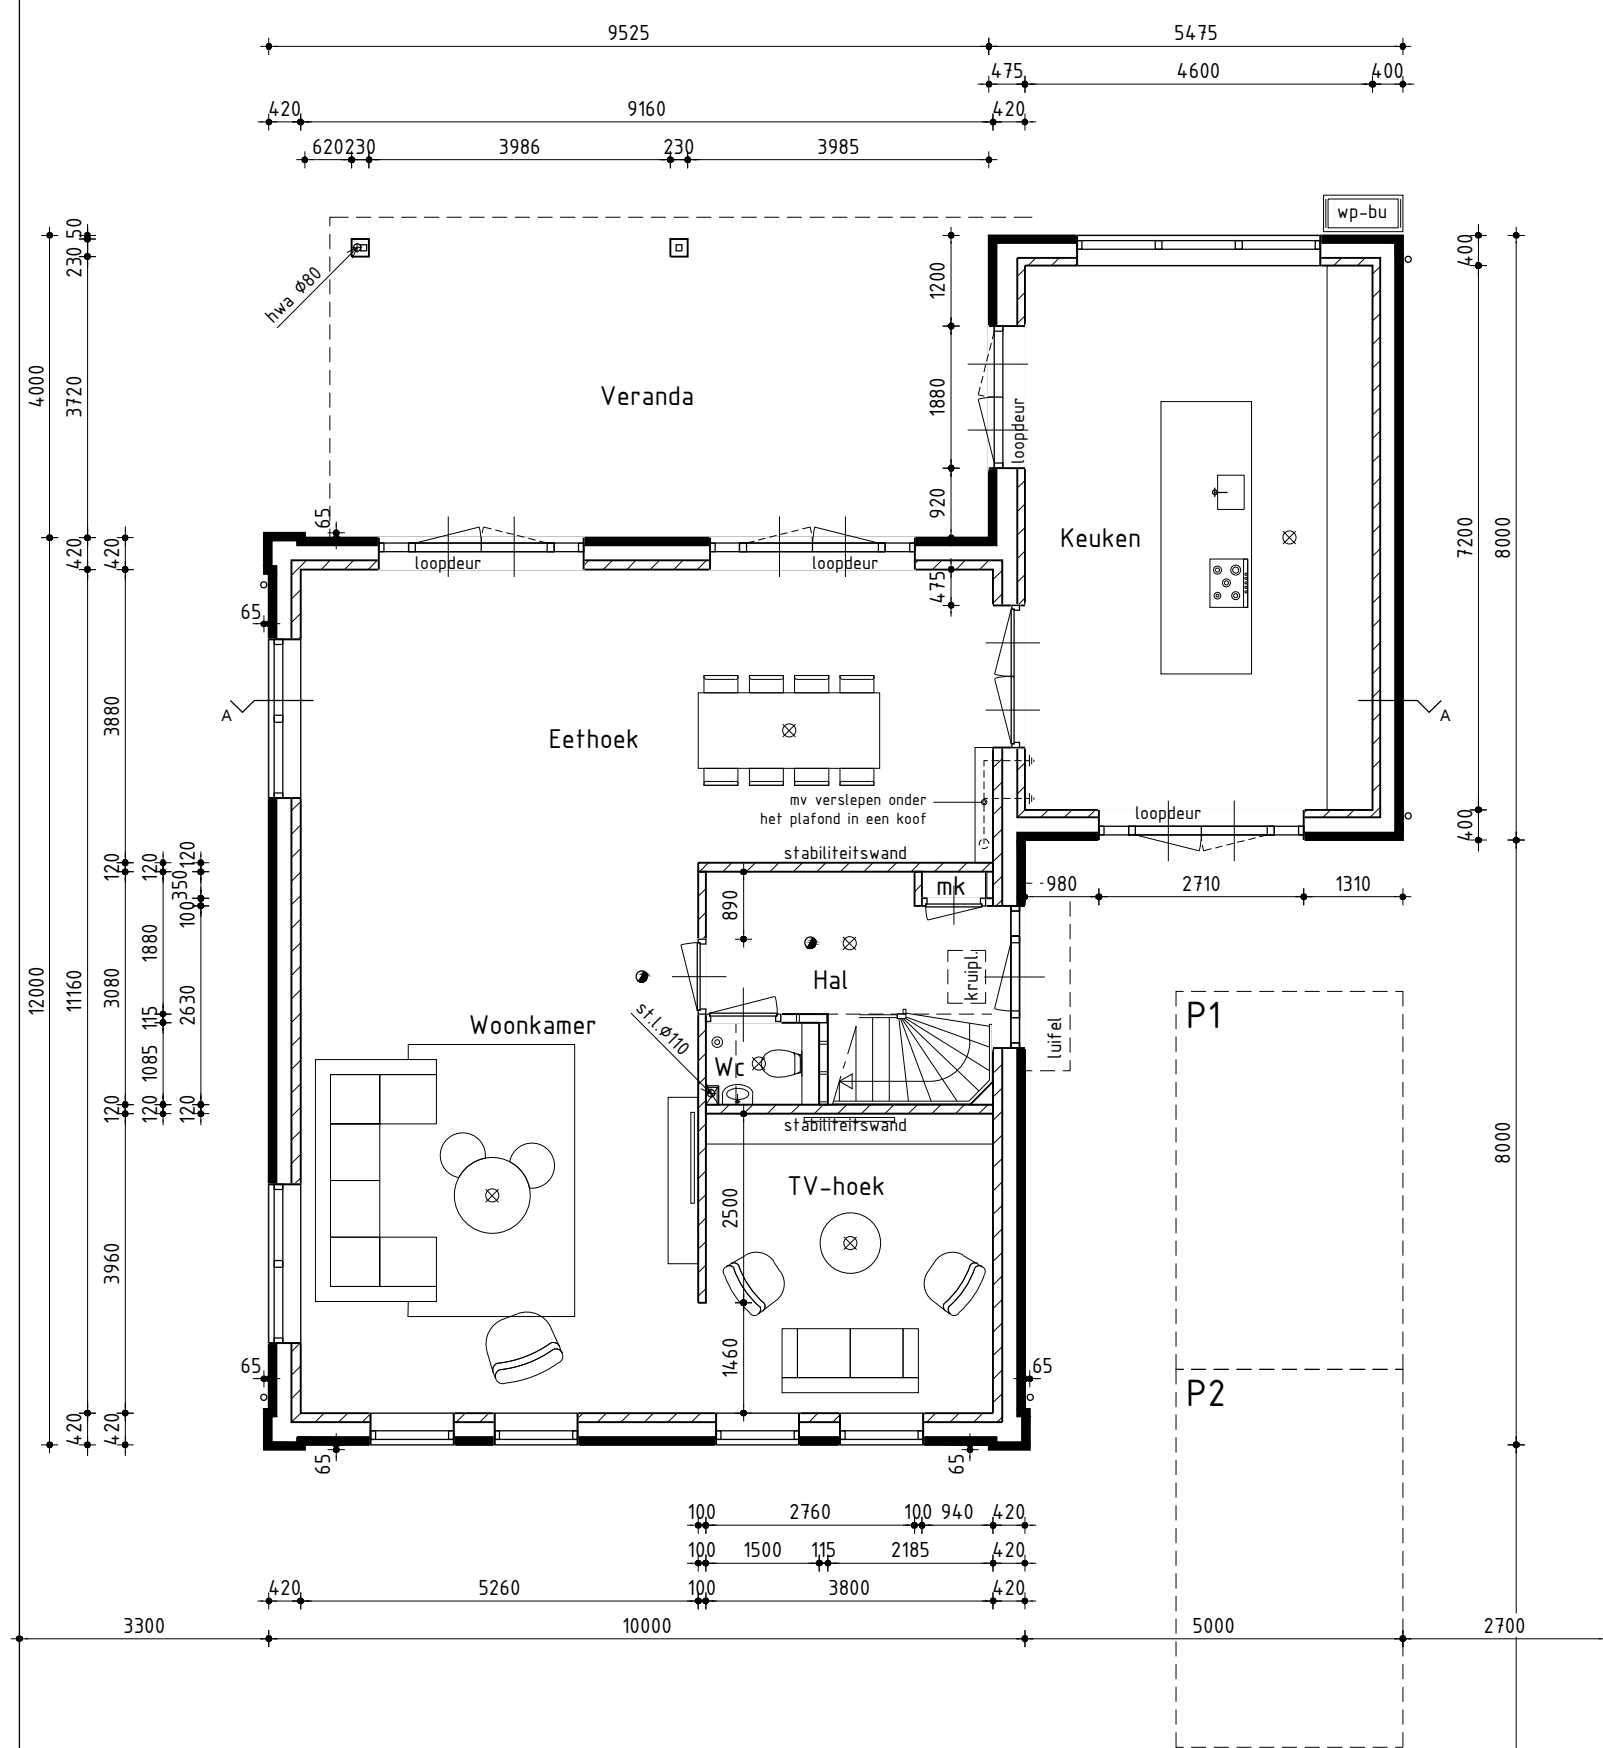 9525 5475
475 4600 400
420 9160 420
620 230 3986 230 3985
wp-bu
50
230
hwa Ø80
4000
3720
1200
1880
920
400
Veranda
loopdeur
Keuken
7200
8000
65
420
420
loopdeur
loopdeur
475
65
3880
A
A
Eethoek
mv verslepen onder
het plafond in een koof
loopdeur
400
stabiliteitswand
120
120
120
350
100
mk
980 2710 1310
890
1880
12000
11160
3080
2630
Hal
kruipl.
P1
115
Woonkamer
st.l.Ø110
luifel
1085
Wc
120
120
120
stabiliteitswand
8000
TV-hoek
2500
3960
1460
65
65
P2
420
420
65
65
100 2760 100 940 420
100 1500 115 2185 420
420 5260 100 3800 420
3300 10000 5000 2700